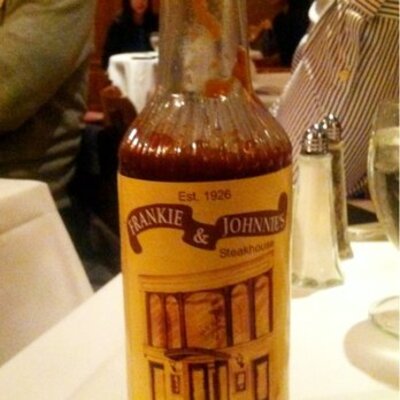 Est. 1926
FRANKIE & JOHNNIE'S
Steakhouse